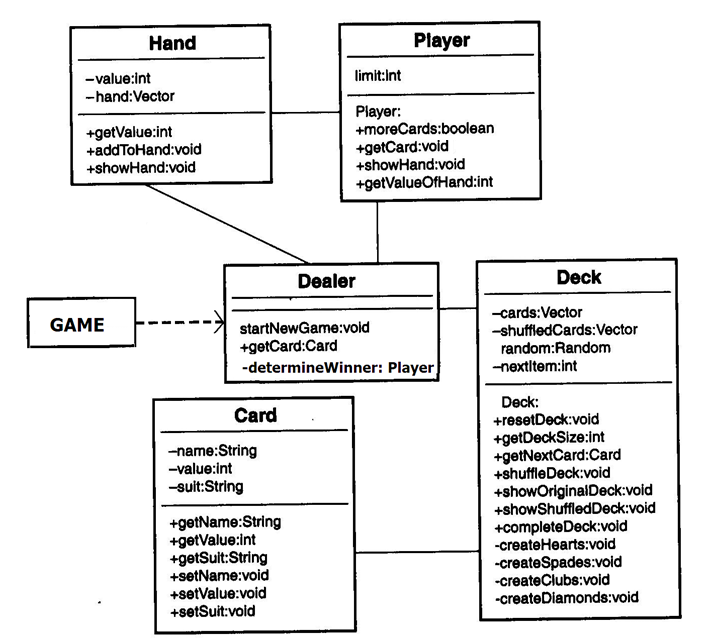 Hand
–value:int
–hand:Vector
+getValue:int
+addToHand:void
+showHand:void
Player
limit:int
Player:
+moreCards:boolean
+getCard:void
+showHand:void
+getValueOfHand:int
GAME
Dealer
startNewGame:void
+getCard:Card
-determineWinner: Player
Deck
–cards:Vector
–shuffledCards:Vector
random:Random
–nextItem:int
Deck:
+resetDeck:void
+getDeckSize:int
+getNextCard:Card
+shuffleDeck:void
+showOriginalDeck:void
+showShuffledDeck:void
+completeDeck:void
-createHearts:void
-createSpades:void
-createClubs:void
-createDiamonds:void
Card
–name:String
–value:int
–suit:String
+getName:String
+getValue:int
+getSuit:String
+setName:void
+setValue:void
+setSuit:void